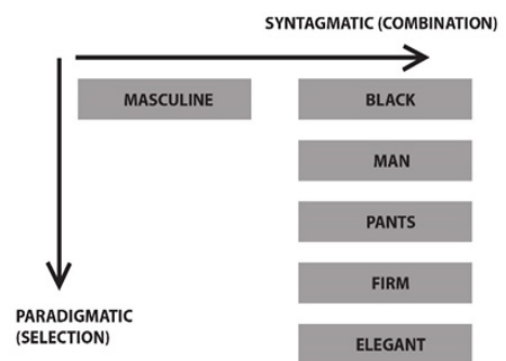 SYNTAGMATIC (COMBINATION)
MASCULINE
BLACK
MAN
PANTS
FIRM
PARADIGMATIC
(SELECTION)
ELEGANT